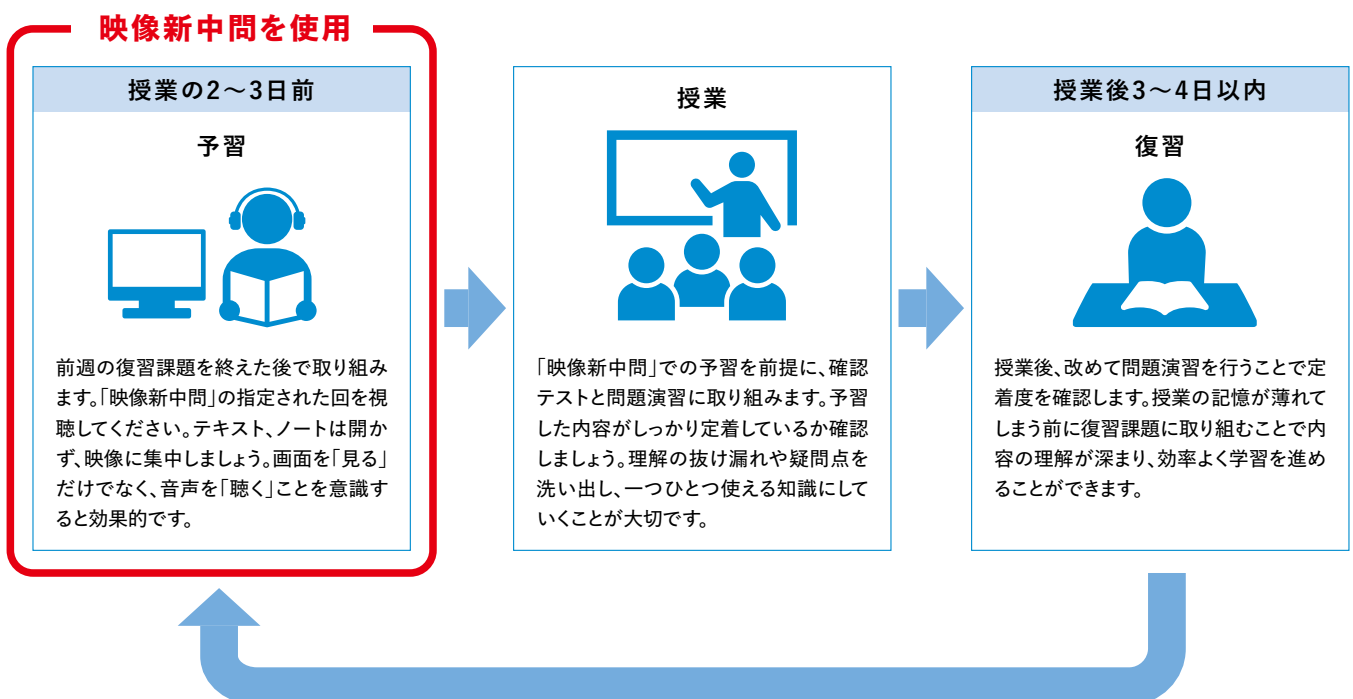 映像新中問を使用
授業の2〜3日前
予習
前週の復習課題を終えた後で取り組み
ます。「映像新中問」の指定された回を視
聴してください。テキスト、ノートは開か
ず、映像に集中しましょう。画面を「見る」
だけでなく、音声を「聴く」ことを意識す
ると効果的です。
授業
「映像新中問」での予習を前提に、確認
テストと問題演習に取り組みます。予習
した内容がしっかり定着しているか確認
しましょう。理解の抜け漏れや疑問点を
洗い出し、一つひとつ使える知識にして
いくことが大切です。
授業後3〜4日以内
復習
授業後、改めて問題演習を行うことで定
着度を確認します。授業の記憶が薄れて
しまう前に復習課題に取り組むことで内
容の理解が深まり、効率よく学習を進め
ることができます。